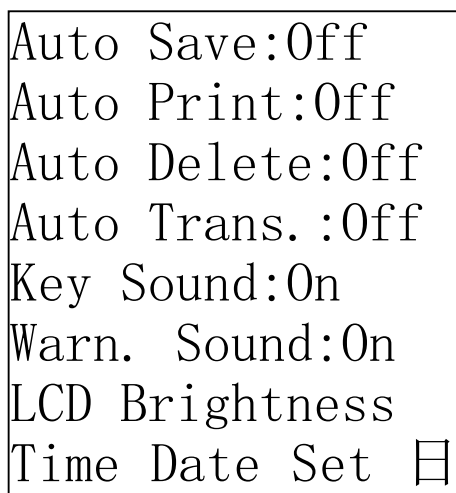 Auto Save:Off
Auto Print:Off
Auto Delete:Off
Auto Trans.:Off
Key Sound:On
Warn. Sound:On
LCD Brightness
Time Date Set 日